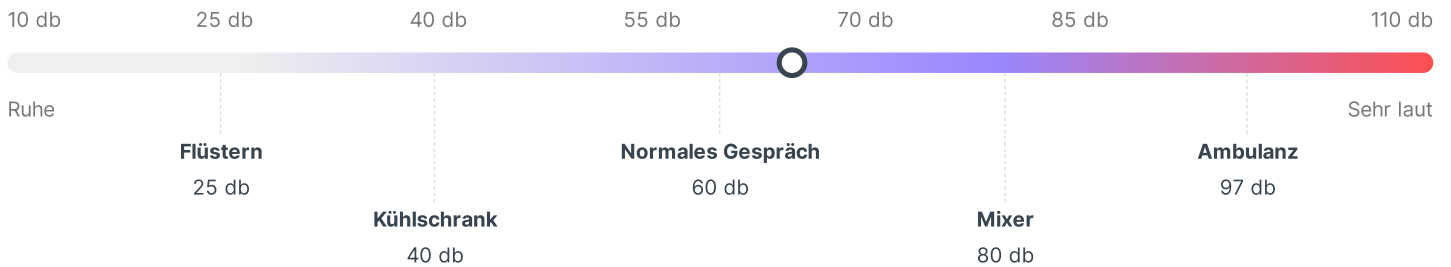 10 db 25 db 40 db 55 db 70 db 85 db 110 db
Ruhe Sehr laut
Flüstern Normales Gespräch Ambulanz
25 db 60 db 97 db
Kühlschrank Mixer
40 db 80 db